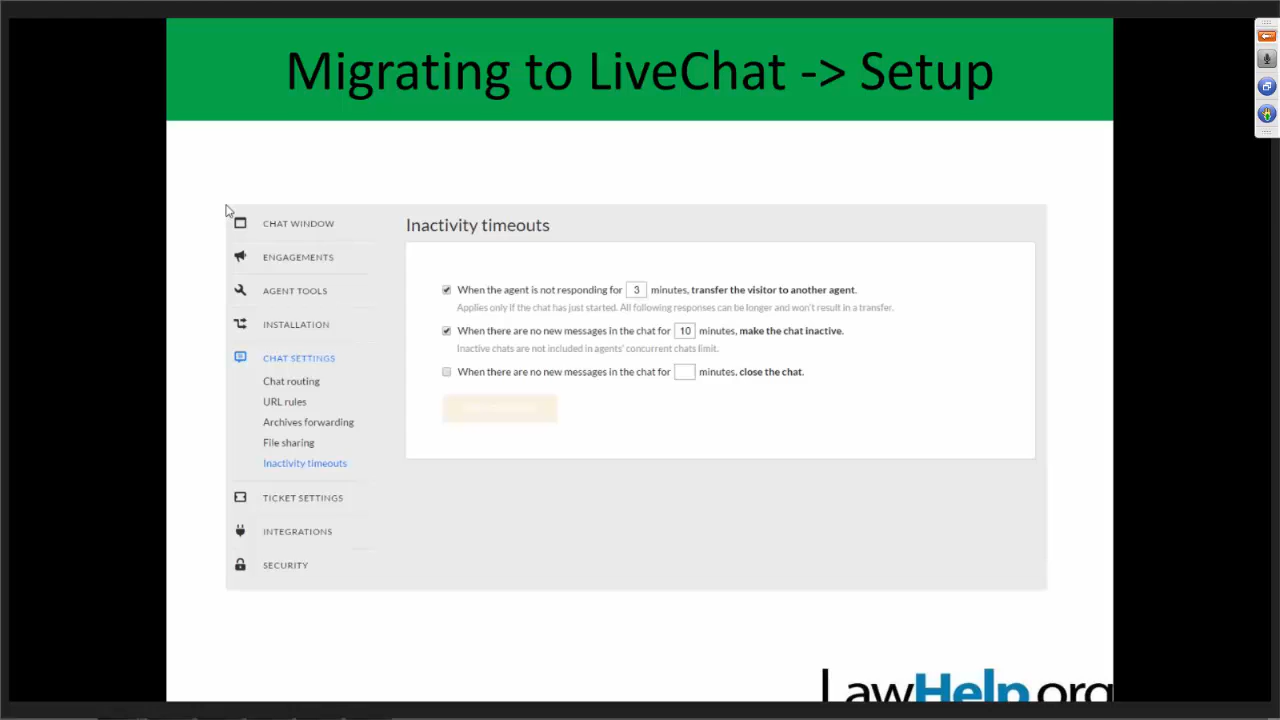 Migrating to LiveChat -> Setup
CHAT WINDOW
ENGAGEMENTS
AGENT TOOLS
INSTALLATION
CHAT SETTINGS
Chat routing
URL rules
Archives forwarding
File sharing
Inactivity timeouts
TICKET SETTINGS
INTEGRATIONS
SECURITY
Inactivity timeouts
When the agent is not responding for 3 minutes, transfer the visitor to another agent.
Applies only if the chat has just started. All following responses can be longer and won't result in a transfer.
When there are no new messages in the chat for 10 minutes, make the chat inactive.
Inactive chats are not included in agents' concurrent chats limit.
When there are no new messages in the chat for minutes, close the chat.
LawHelp.org